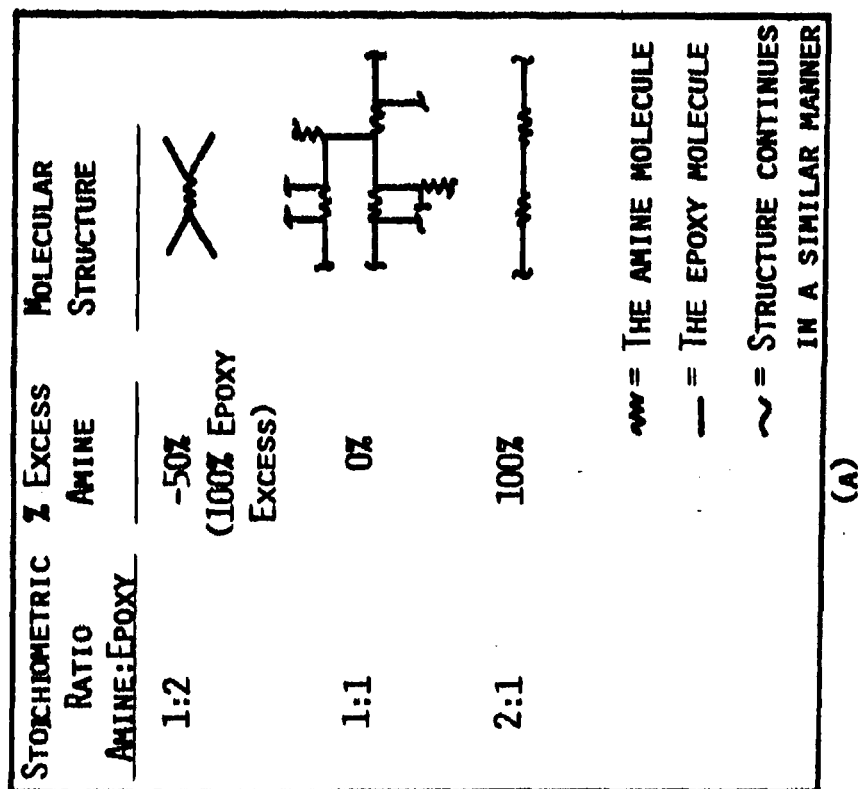 STOICHIOMETRIC % EXCESS MOLECULAR
RATIO AMINE STRUCTURE
AMINE:EPOXY
1:2 -50%
(100% EPOXY
EXCESS)
1:1 0%
2:1 100%
= THE AMINE MOLECULE
— = THE EPOXY MOLECULE
~ = STRUCTURE CONTINUES
IN A SIMILAR MANNER
(A)